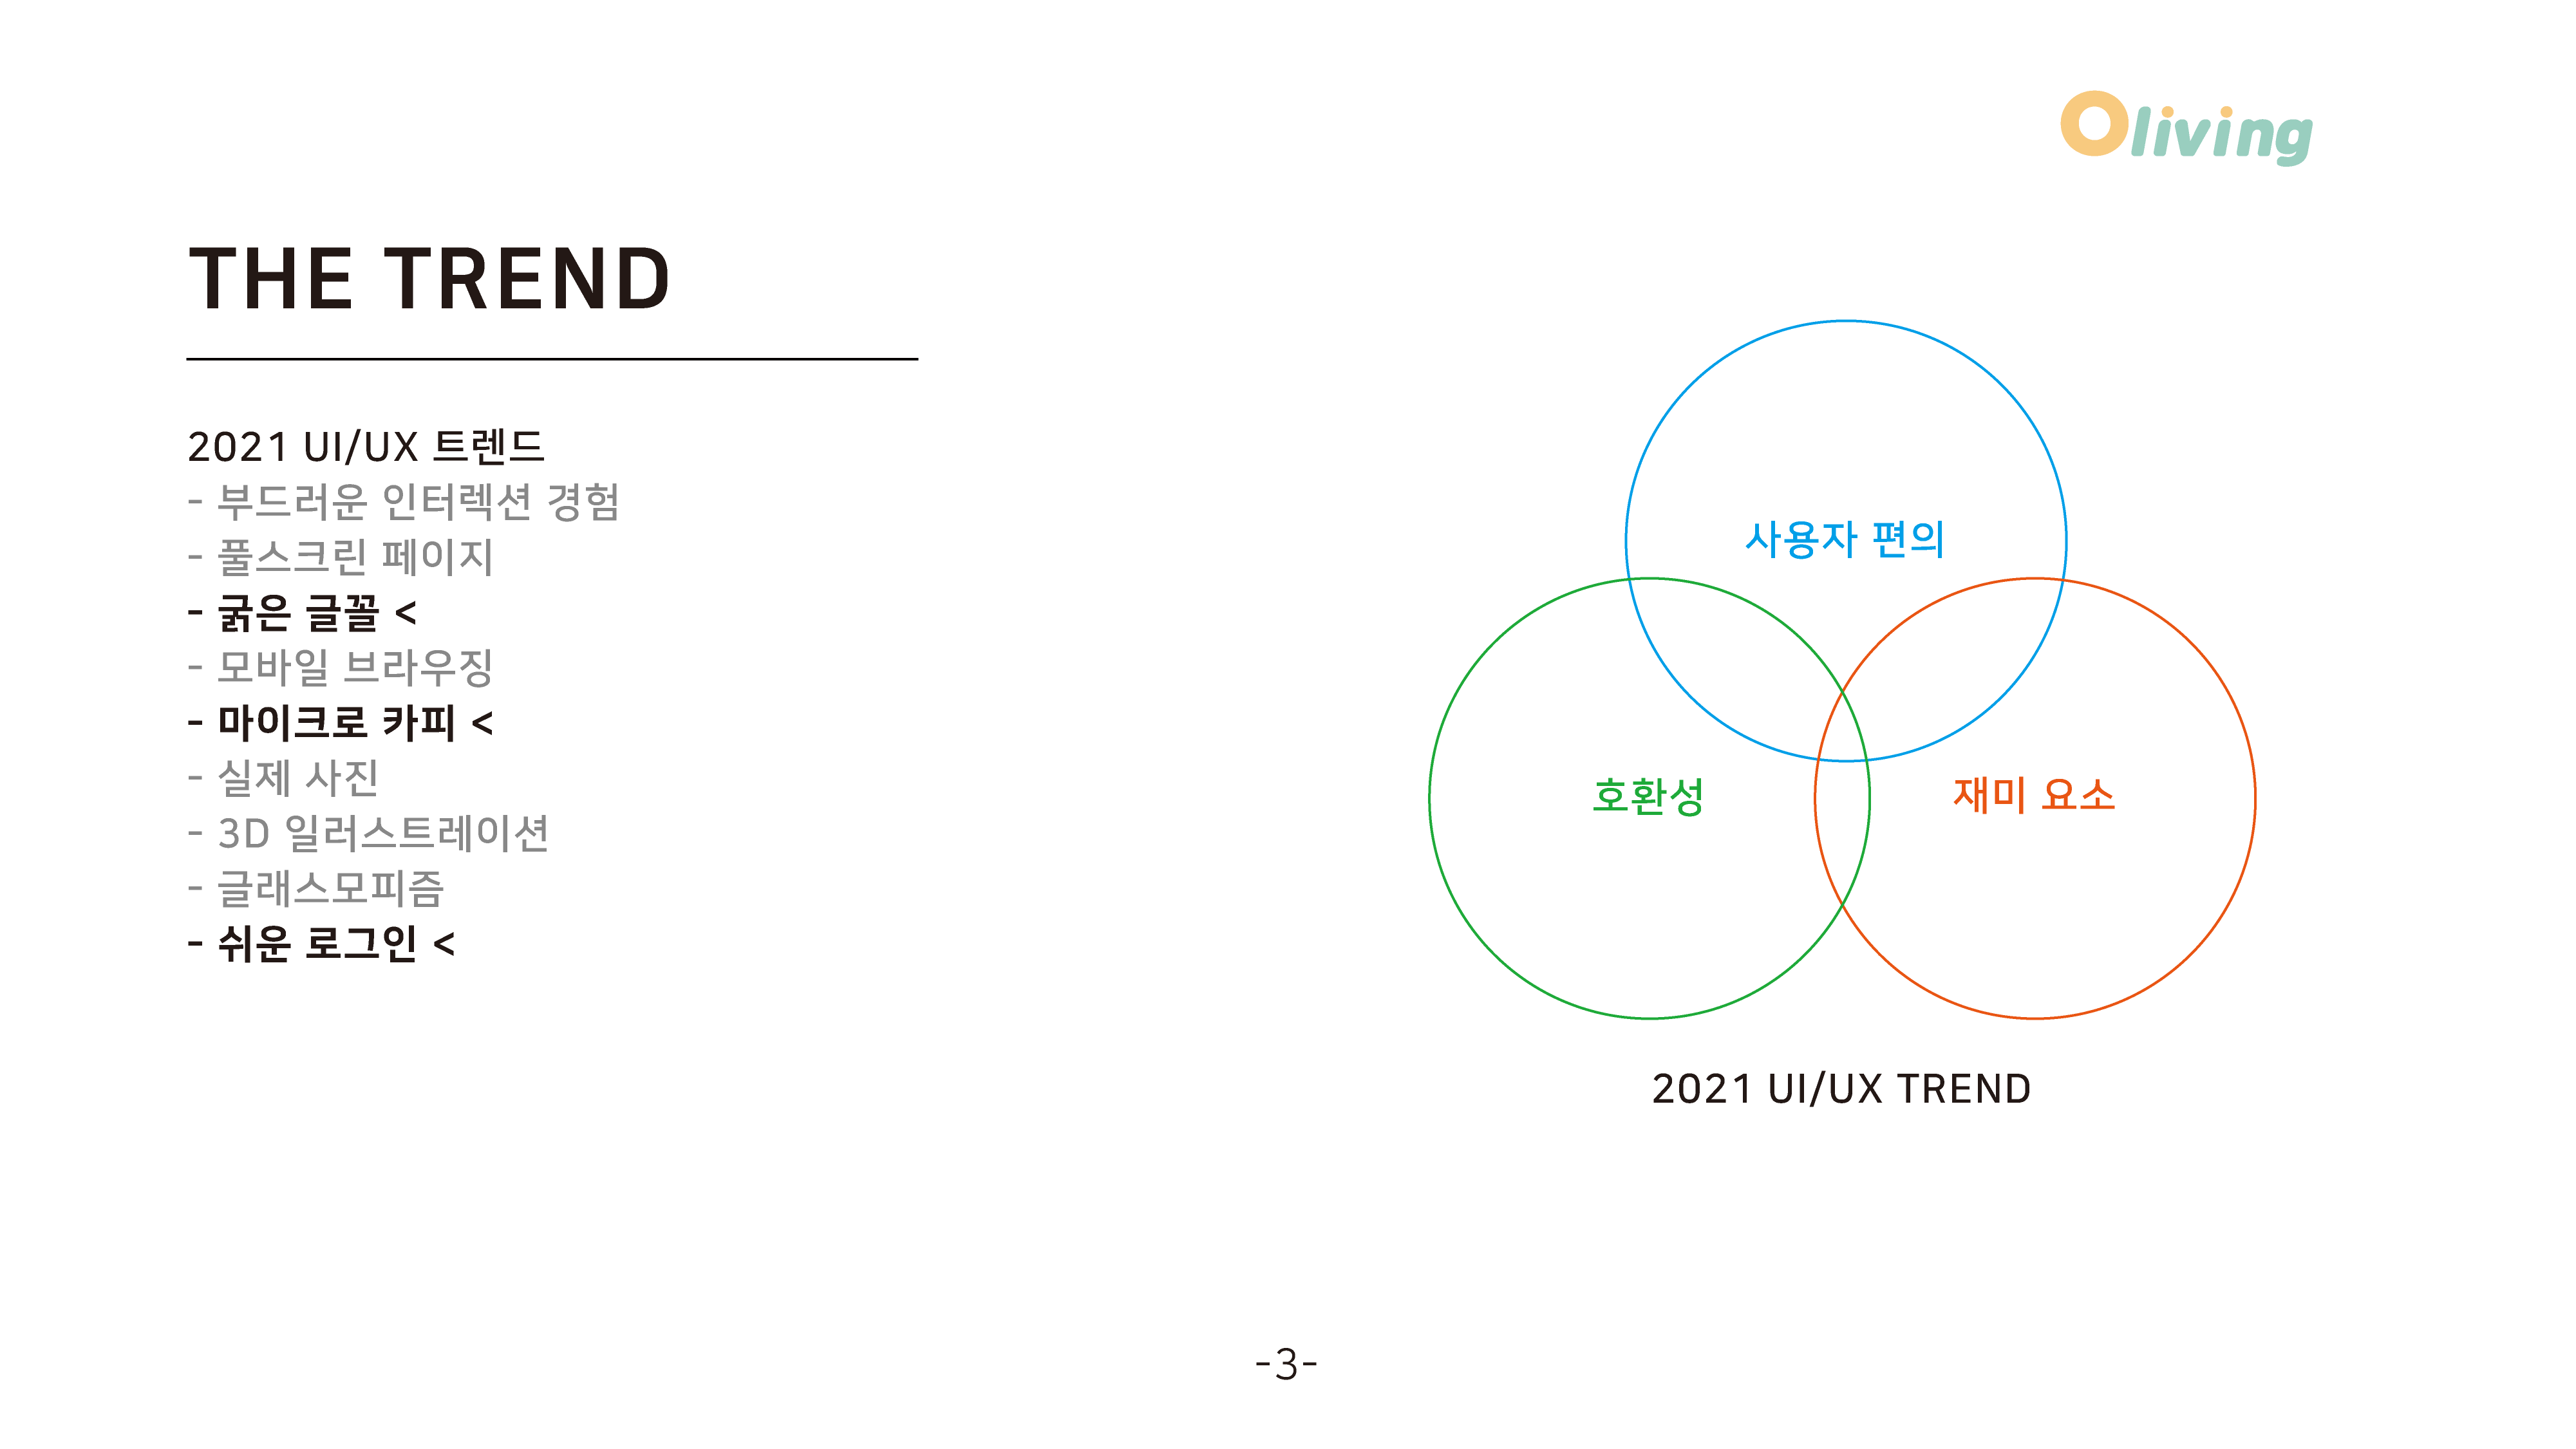 Oliving
THE TREND
2021 UI/UX 트렌드
- 부드러운 인터렉션 경험
- 풀스크린 페이지
- 굵은 글꼴 <
- 모바일 브라우징
- 마이크로 카피 <
- 실제 사진
- 3D 일러스트레이션
- 글래스모피즘
- 쉬운 로그인 <
사용자 편의
호환성
재미 요소
2021 UI/UX TREND
-3-